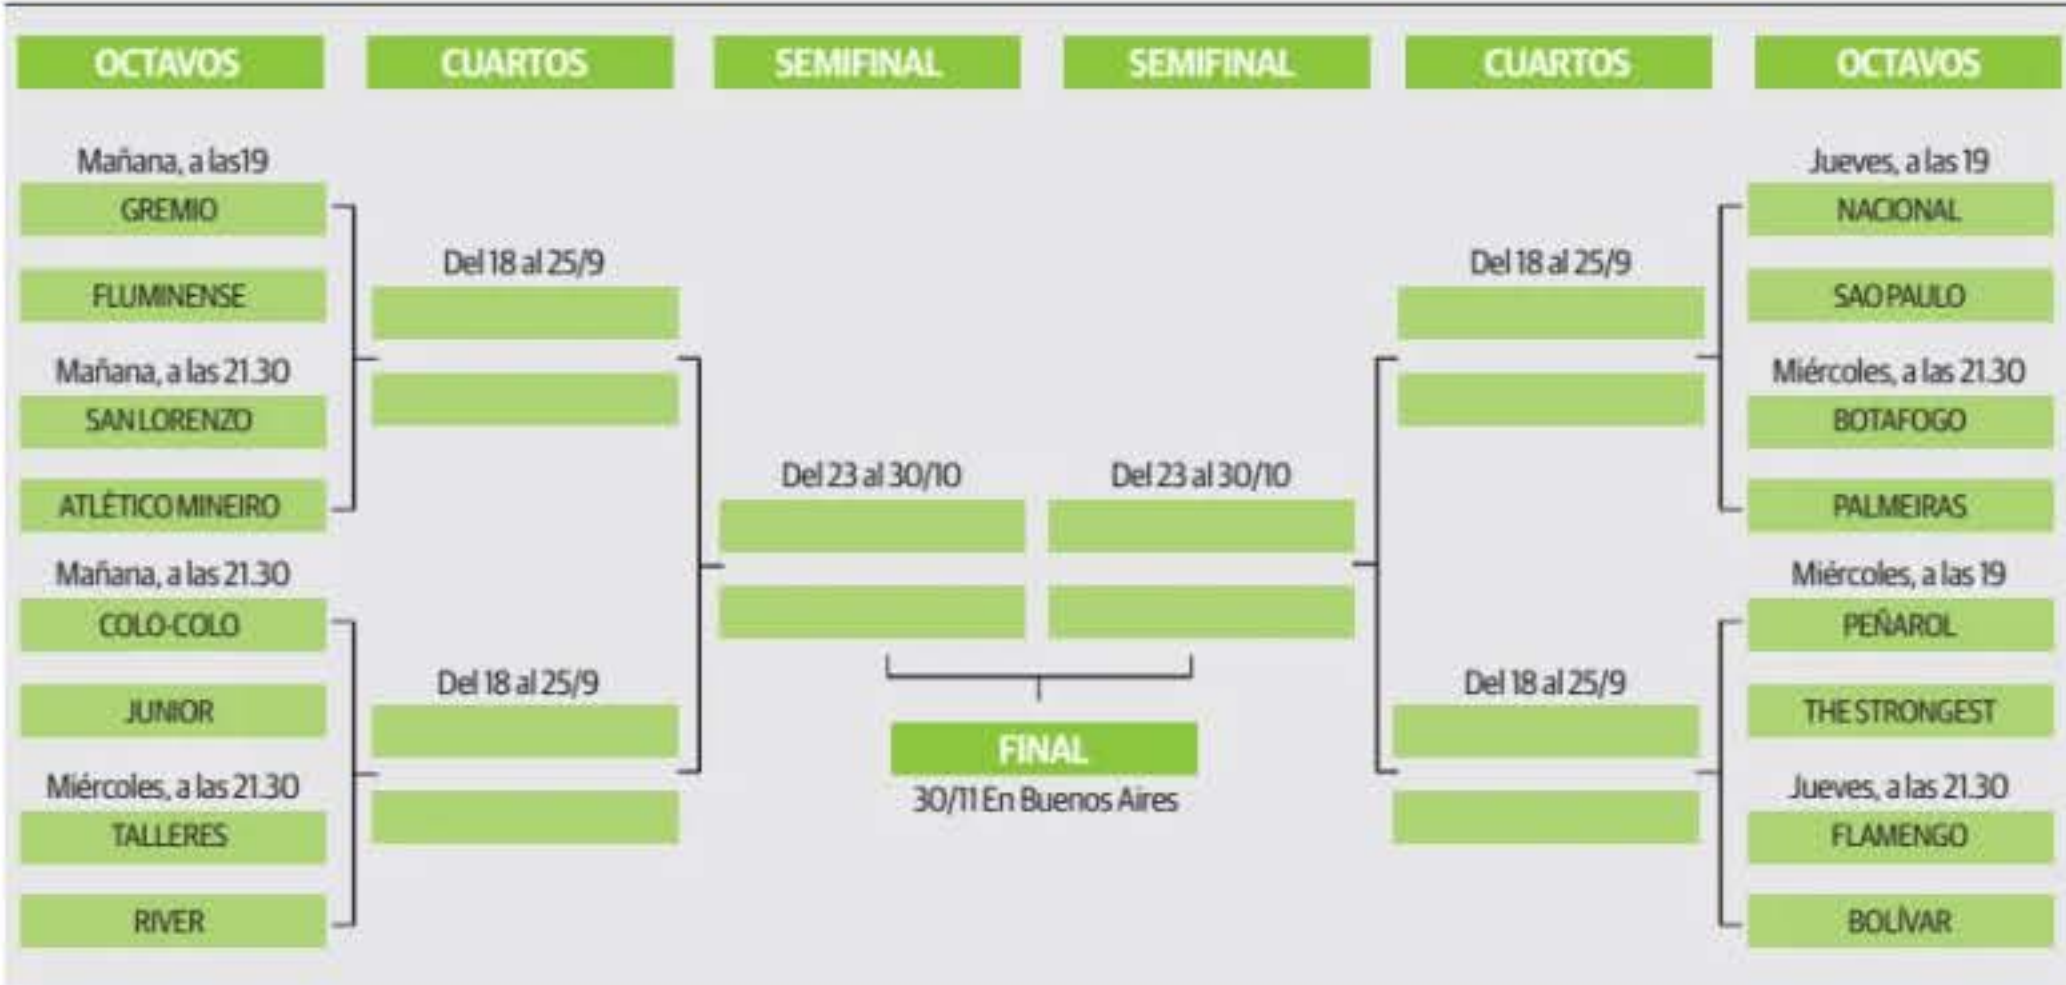 OCTAVOS
CUARTOS
SEMIFINAL
SEMIFINAL
CUARTOS
OCTAVOS
Mañana, a las19
GREMIO
FLUMINENSE
Mañana, a las 21.30
SAN LORENZO
ATLÉTICO MINEIRO
Mañana, a las 21.30
COLO-COLO
JUNIOR
Miércoles, a las 21.30
TALLERES
RIVER
Del 18 al 25/9
Del 18 al 25/9
Del 23 al 30/10
Del 23 al 30/10
FINAL
30/11 En Buenos Aires
Del 18 al 25/9
Del 18 al 25/9
Jueves, a las 19
NACIONAL
SAO PAULO
Miércoles, a las 21.30
BOTAFOGO
PALMEIRAS
Miércoles, a las 19
PEÑAROL
THE STRONGEST
Jueves, a las 21.30
FLAMENGO
BOLÍVAR